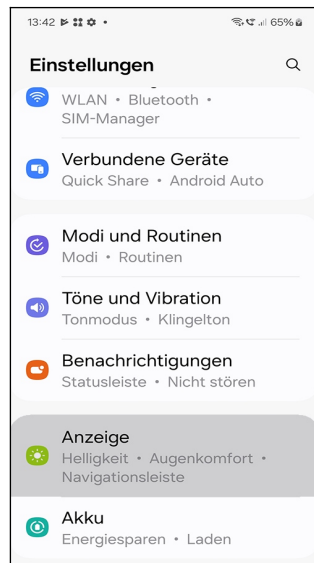 13:42 65%
Einstellungen
WLAN • Bluetooth •
SIM-Manager
Verbundene Geräte
Quick Share • Android Auto
Modi und Routinen
Modi • Routinen
Töne und Vibration
Tonmodus • Klingelton
Benachrichtigungen
Statusleiste • Nicht stören
Anzeige
Helligkeit • Augenkomfort •
Navigationsleiste
Akku
Energiesparen • Laden